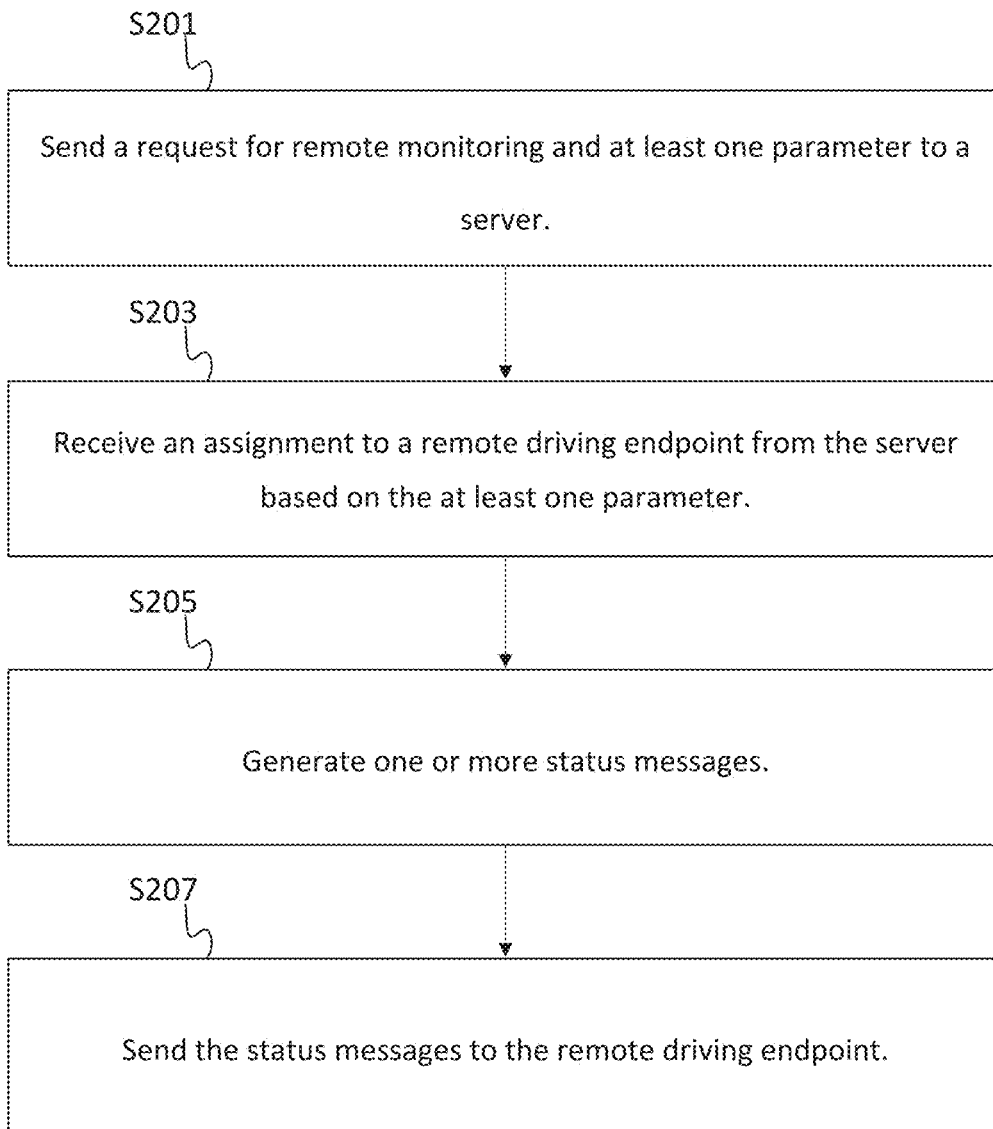 S201
Send a request for remote monitoring and at least one parameter to a
server.
S203
Receive an assignment to a remote driving endpoint from the server
based on the at least one parameter.
S205
Generate one or more status messages.
S207
Send the status messages to the remote driving endpoint.